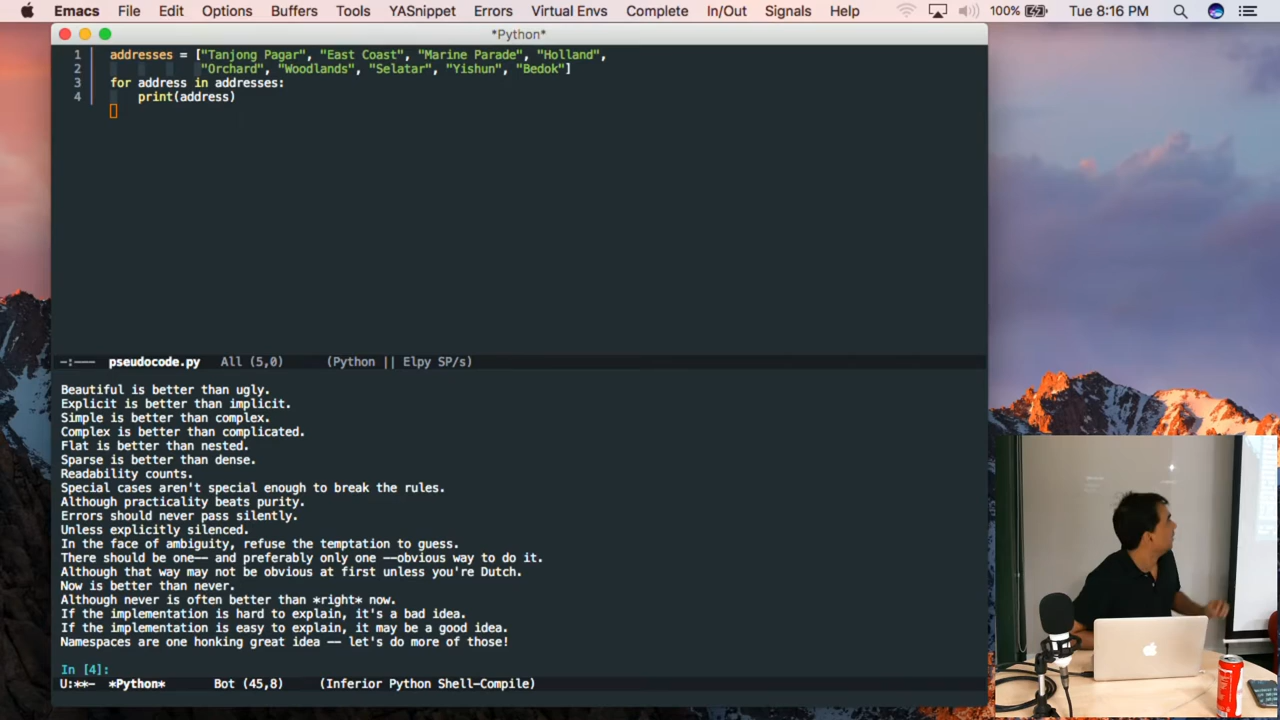 Emacs File Edit Options Buffers Tools YASnippet Errors Virtual Envs Complete In/Out Signals Help 100% Tue 8:16 PM
*Python*
1 addresses = ["Tanjong Pagar", "East Coast", "Marine Parade", "Holland",
2 "Orchard", "Woodlands", "Selatar", "Yishun", "Bedok"]
3 for address in addresses:
4 print(address)
-:--- pseudocode.py All (5,0) (Python || Elpy SP/s)
Beautiful is better than ugly.
Explicit is better than implicit.
Simple is better than complex.
Complex is better than complicated.
Flat is better than nested.
Sparse is better than dense.
Readability counts.
Special cases aren't special enough to break the rules.
Although practicality beats purity.
Errors should never pass silently.
Unless explicitly silenced.
In the face of ambiguity, refuse the temptation to guess.
There should be one-- and preferably only one --obvious way to do it.
Although that way may not be obvious at first unless you're Dutch.
Now is better than never.
Although never is often better than *right* now.
If the implementation is hard to explain, it's a bad idea.
If the implementation is easy to explain, it may be a good idea.
Namespaces are one honking great idea -- let's do more of those!
In [4]:
U:**- *Python* Bot (45,8) (Inferior Python Shell-Compile)